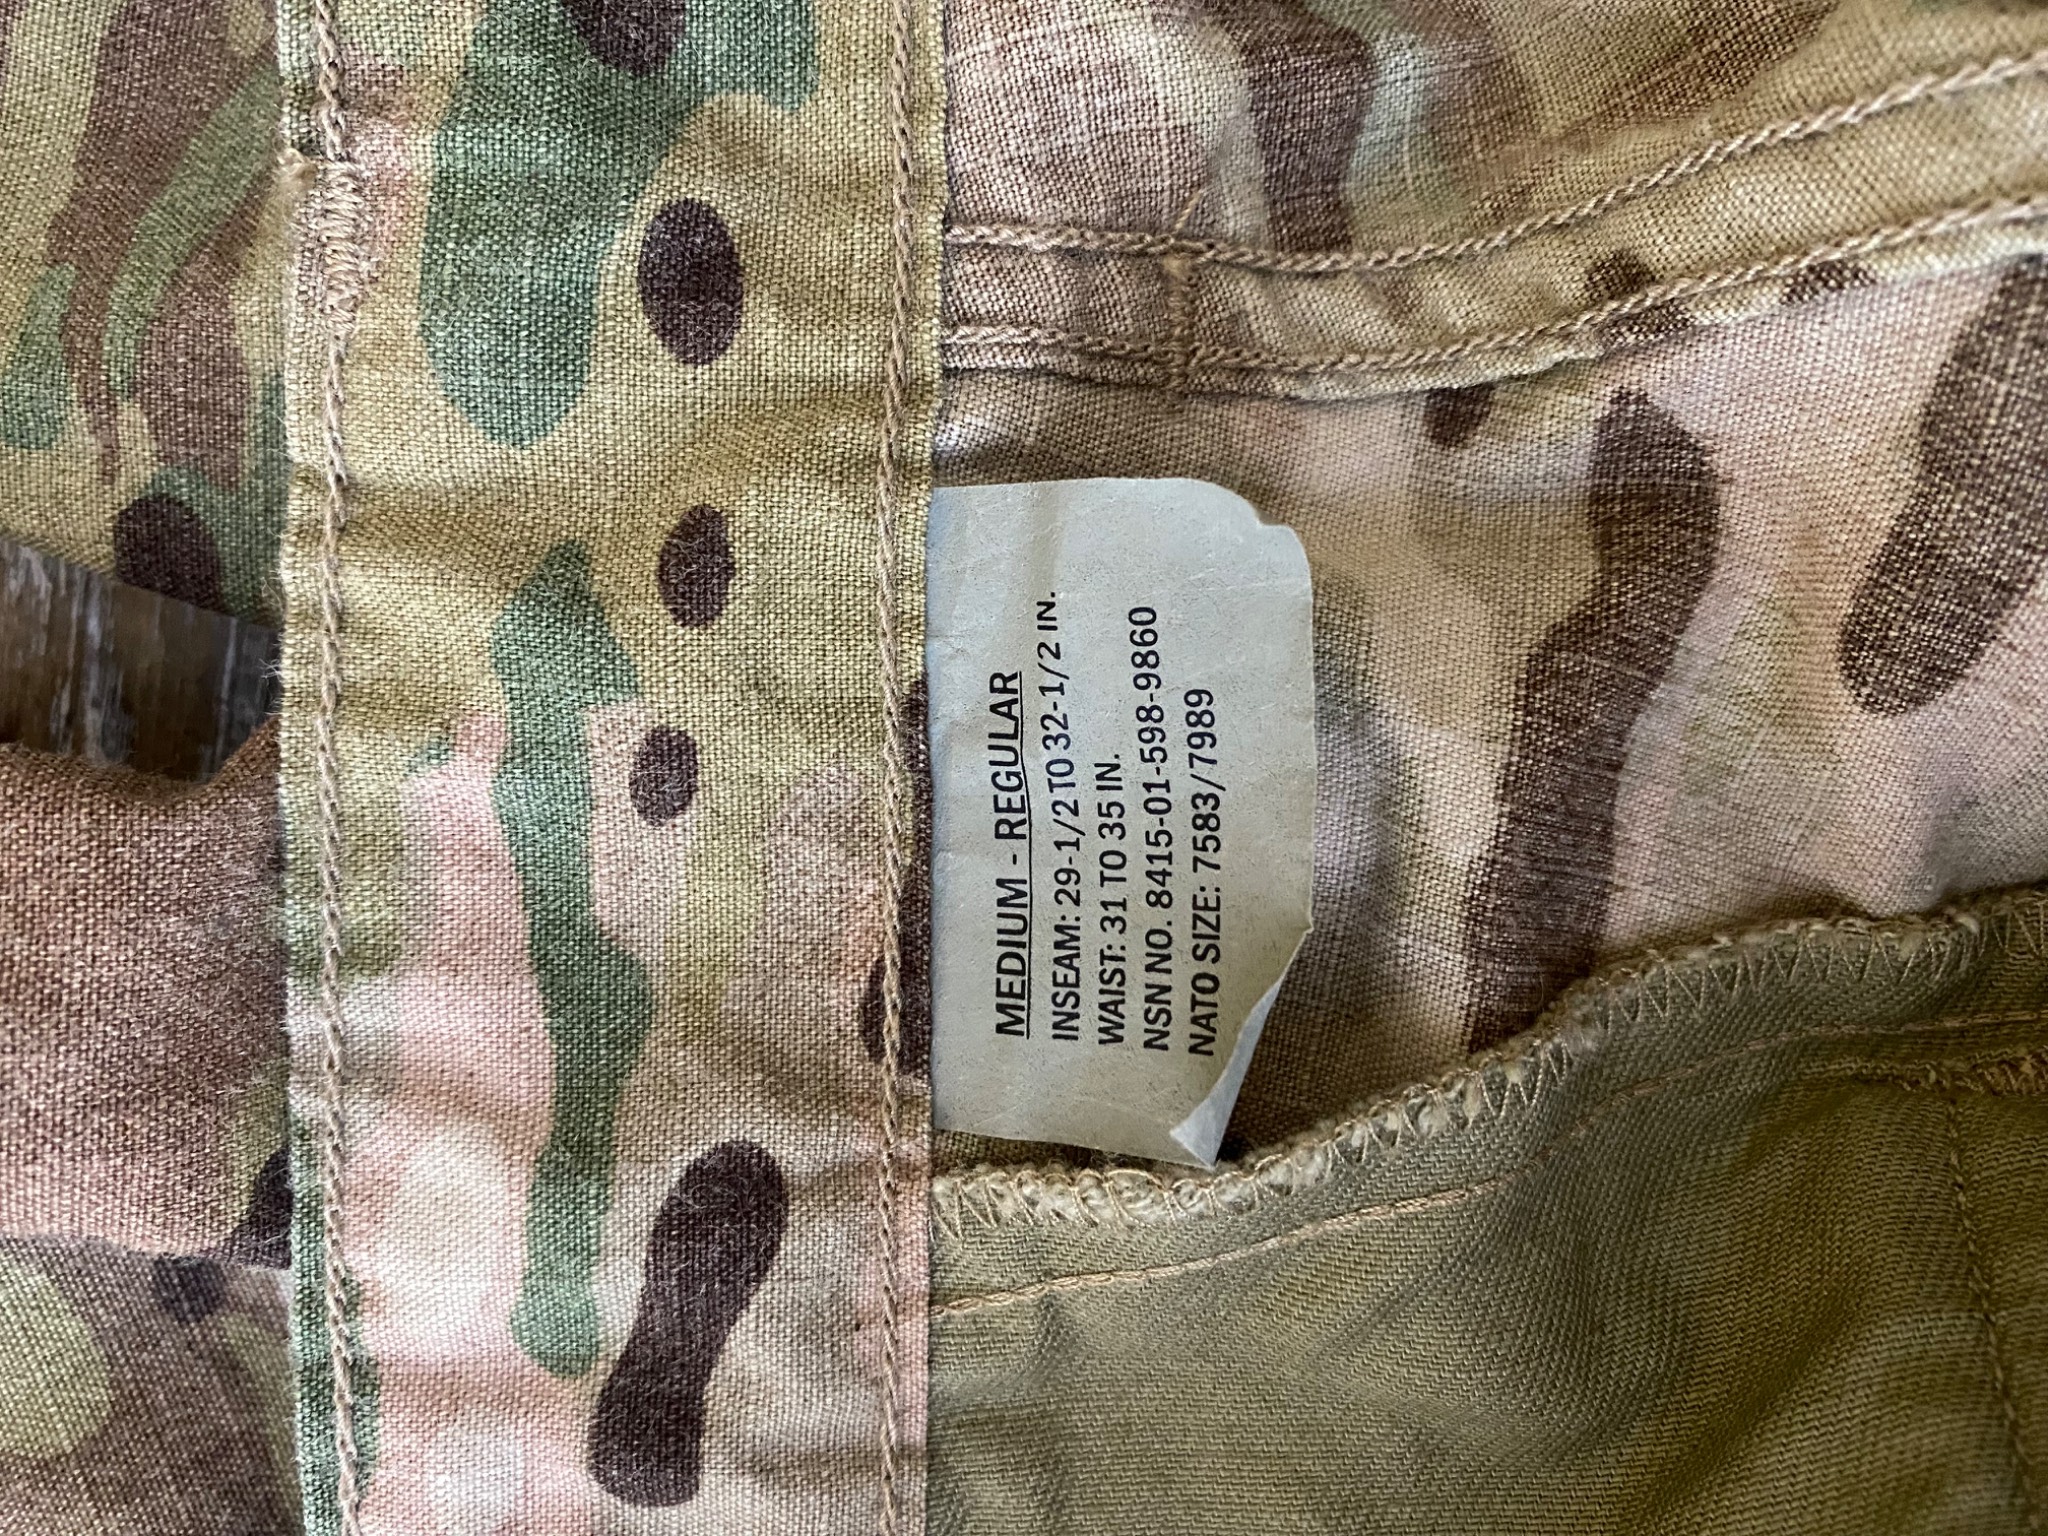 MEDIUM - REGULAR
INSEAM: 29-1/2 TO 32-1/2 IN.
WAIST: 31 TO 35 IN.
NSN NO. 8415-01-598-9860
NATO SIZE: 7583/7989